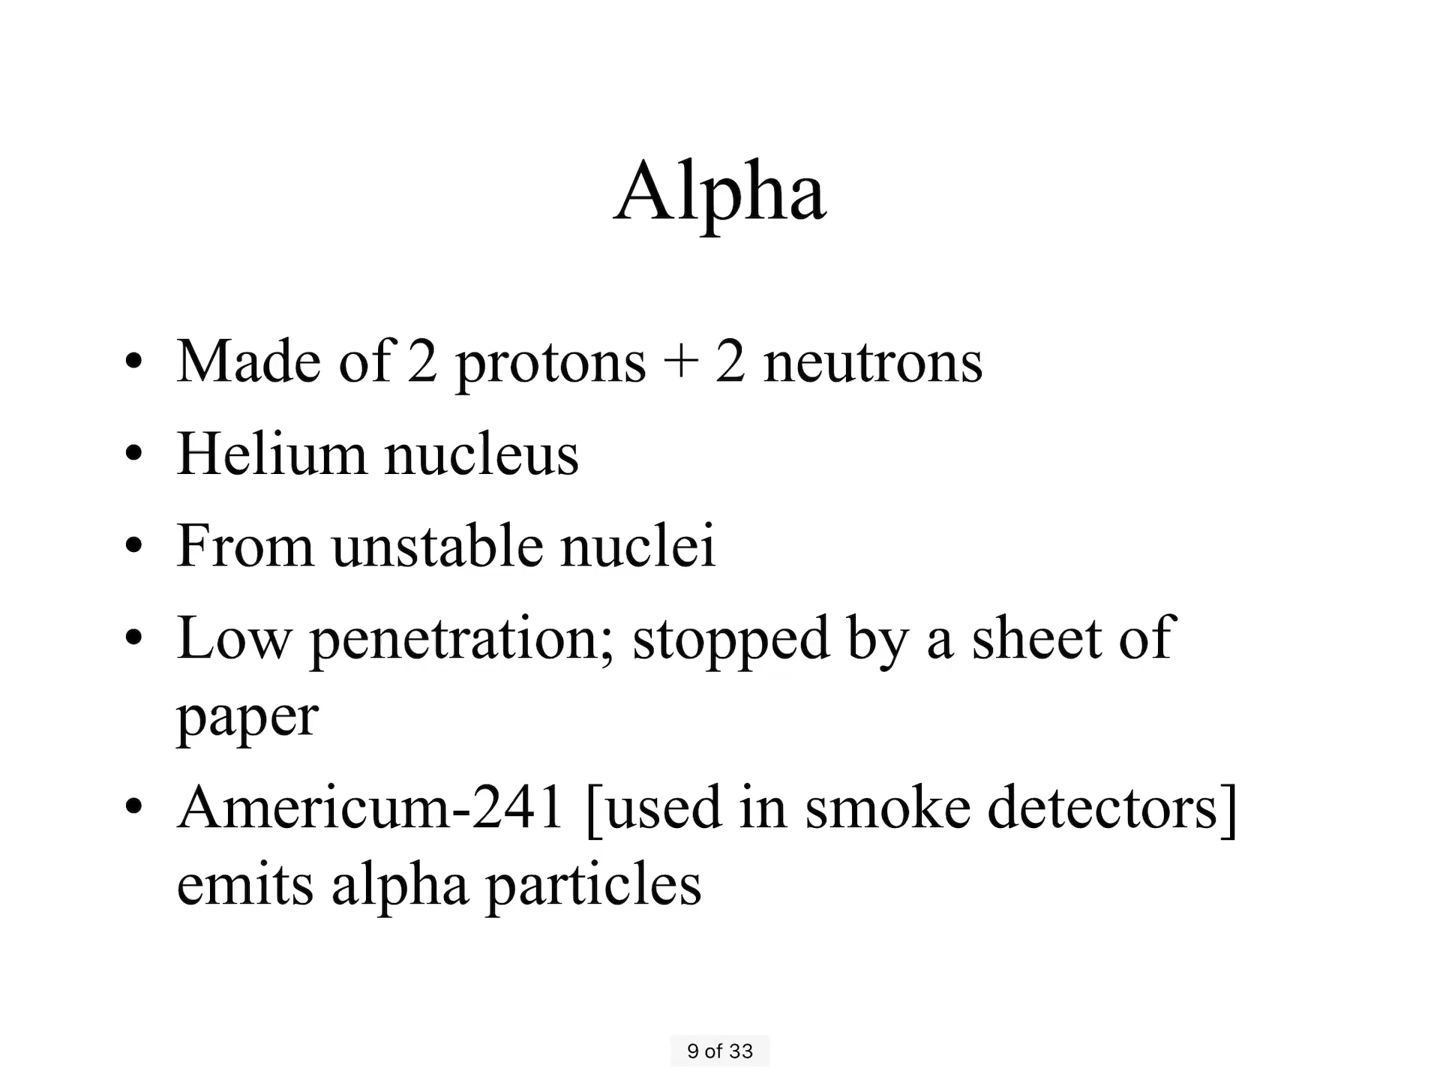 Alpha
• Made of 2 protons + 2 neutrons
• Helium nucleus
• From unstable nuclei
• Low penetration; stopped by a sheet of
paper
• Americum-241 [used in smoke detectors]
emits alpha particles
9 of 33